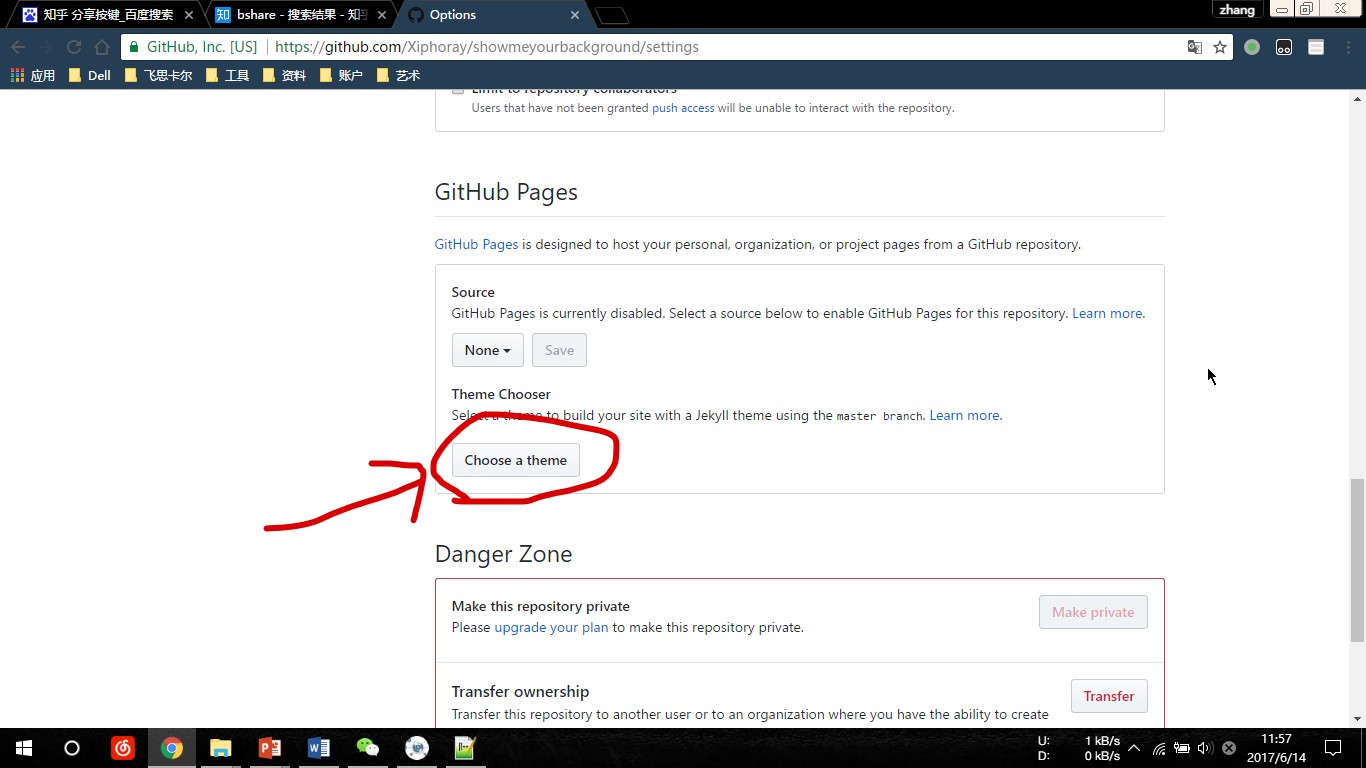 zhang
知乎 分享按键_百度搜索
bshare - 搜索结果 - 知乎
Options
GitHub, Inc. [US] | https://github.com/Xiphoray/showmeyourbackground/settings
应用 Dell 飞思卡尔 工具 资料 账户 艺术
Limit to repository collaborators
Users that have not been granted push access will be unable to interact with the repository.
GitHub Pages
GitHub Pages is designed to host your personal, organization, or project pages from a GitHub repository.
Source
GitHub Pages is currently disabled. Select a source below to enable GitHub Pages for this repository. Learn more.
None Save
Theme Chooser
Select a theme to build your site with a Jekyll theme using the master branch. Learn more.
Choose a theme
Danger Zone
Make this repository private
Please upgrade your plan to make this repository private.
Make private
Transfer ownership
Transfer this repository to another user or to an organization where you have the ability to create
Transfer
U: 1 kB/s
D: 0 kB/s
11:57
2017/6/14